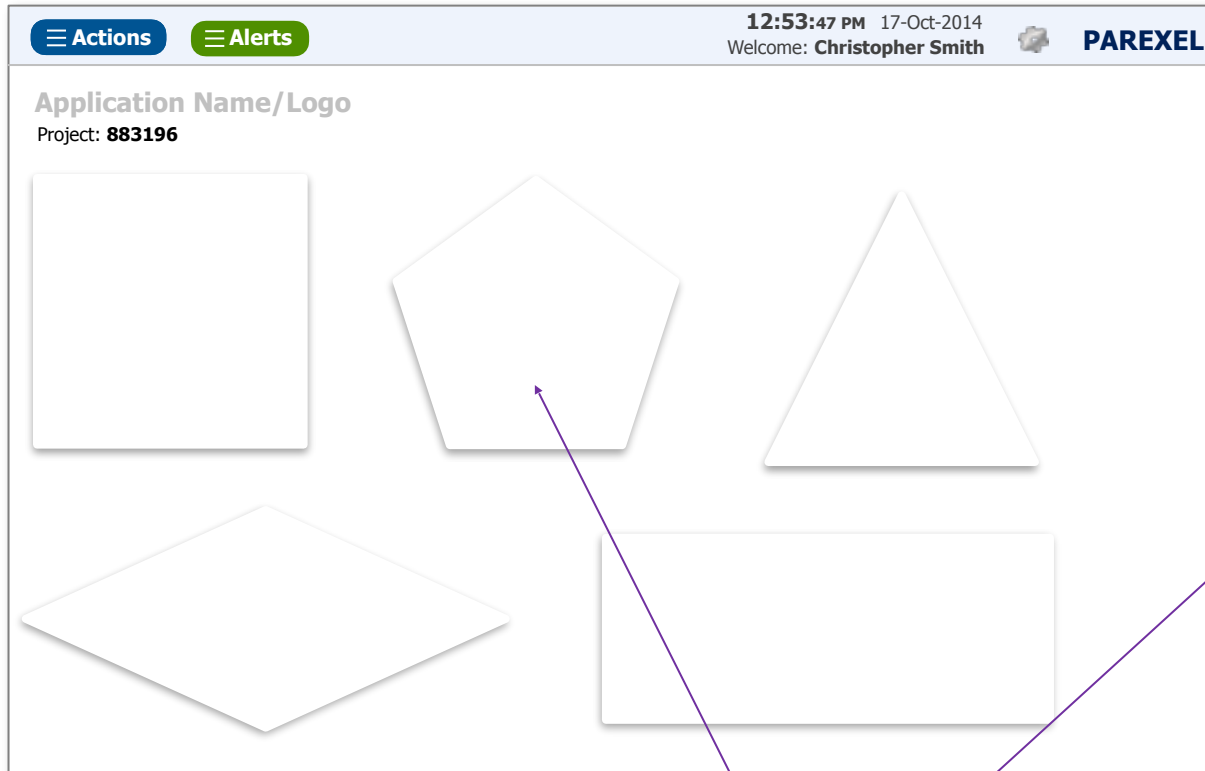 Actions
Alerts
12:53:47 PM 17-Oct-2014
Welcome: Christopher Smith
PAREXEL
Application Name/Logo
Project: 883196